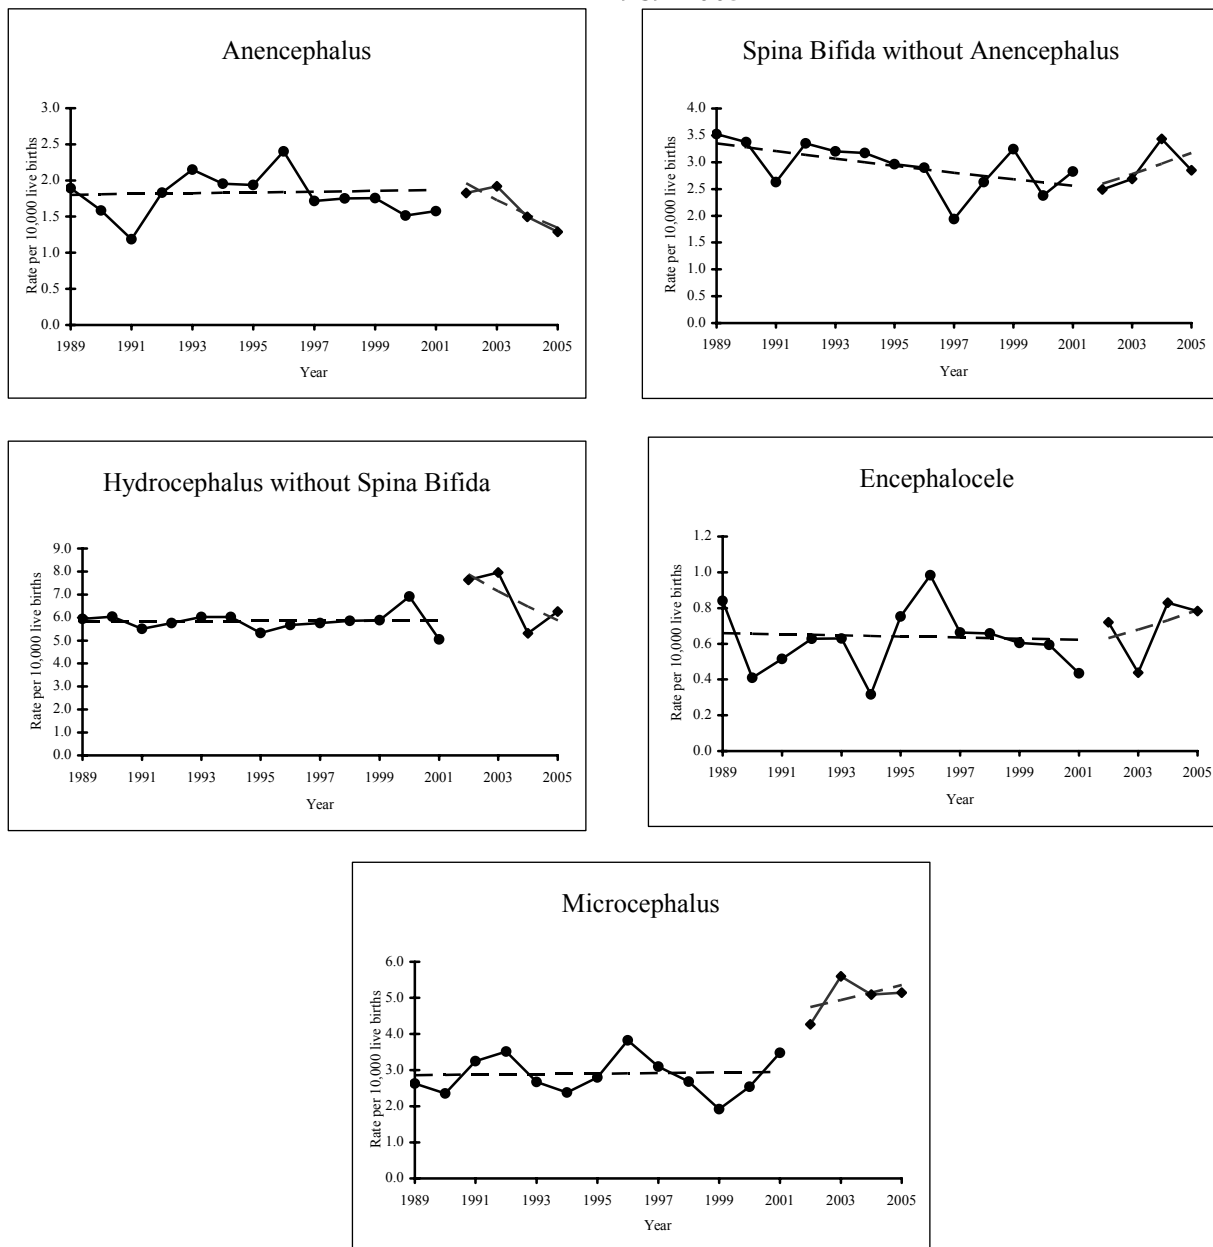 Anencephalus
Rate per 10,000 live births
3.0
2.5
2.0
1.5
1.0
0.5
0.0
1989 1991 1993 1995 1997 1999 2001 2003 2005
Year
Spina Bifida without Anencephalus
Rate per 10,000 live births
4.0
3.5
3.0
2.5
2.0
1.5
1.0
0.5
0.0
1989 1991 1993 1995 1997 1999 2001 2003 2005
Year
Hydrocephalus without Spina Bifida
Rate per 10,000 live births
9.0
8.0
7.0
6.0
5.0
4.0
3.0
2.0
1.0
0.0
1989 1991 1993 1995 1997 1999 2001 2003 2005
Year
Encephalocele
Rate per 10,000 live births
1.2
1.0
0.8
0.6
0.4
0.2
0.0
1989 1991 1993 1995 1997 1999 2001 2003 2005
Year
Microcephalus
Rate per 10,000 live births
6.0
5.0
4.0
3.0
2.0
1.0
0.0
1989 1991 1993 1995 1997 1999 2001 2003 2005
Year